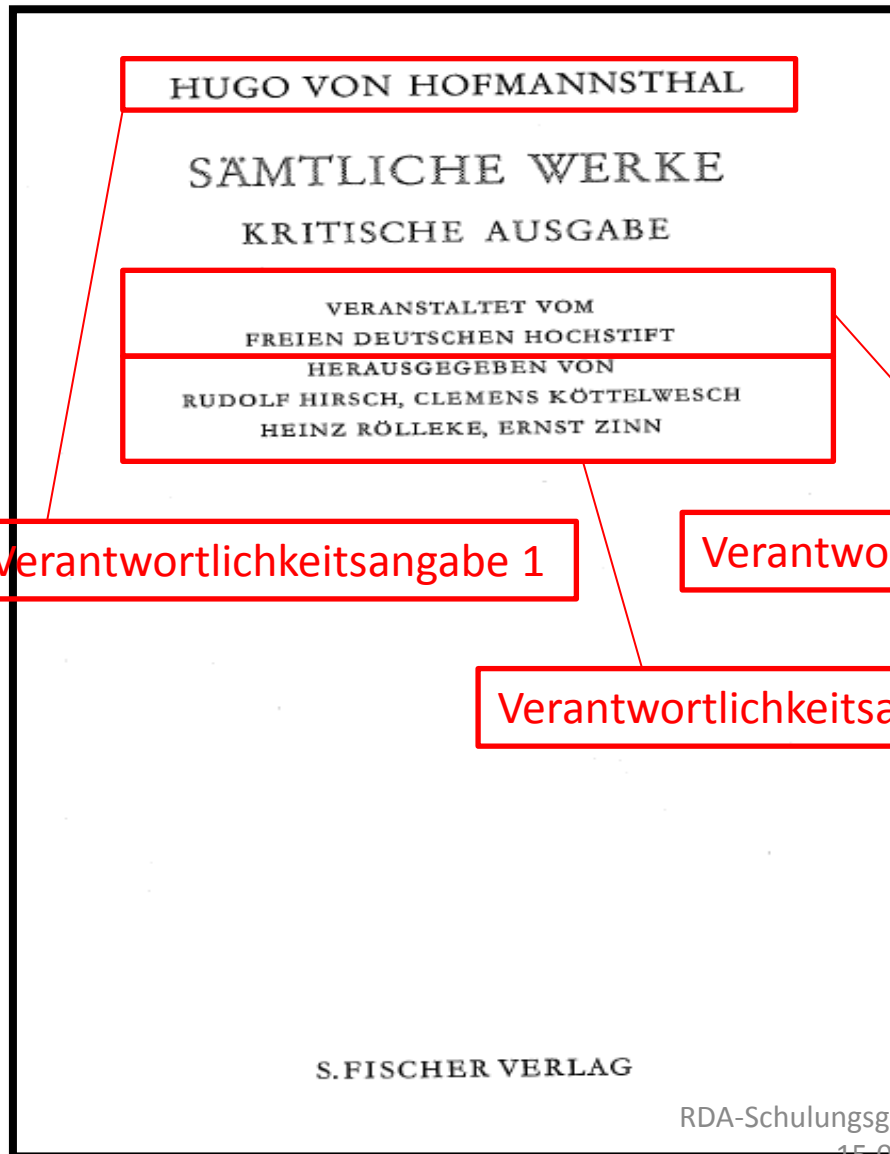 HUGO VON HOFMANNSTHAL
SÄMTLICHE WERKE
KRITISCHE AUSGABE
VERANSTALTET VOM
FREIEN DEUTSCHEN HOCHSTIFT
HERAUSGEGEBEN VON
RUDOLF HIRSCH, CLEMENS KÖTTELWESCH
HEINZ RÖLLEKE, ERNST ZINN
Verantwortlichkeitsangabe 1
Verantwo
Verantwortlichkeitsa
S. FISCHER VERLAG
RDA-Schulungsg